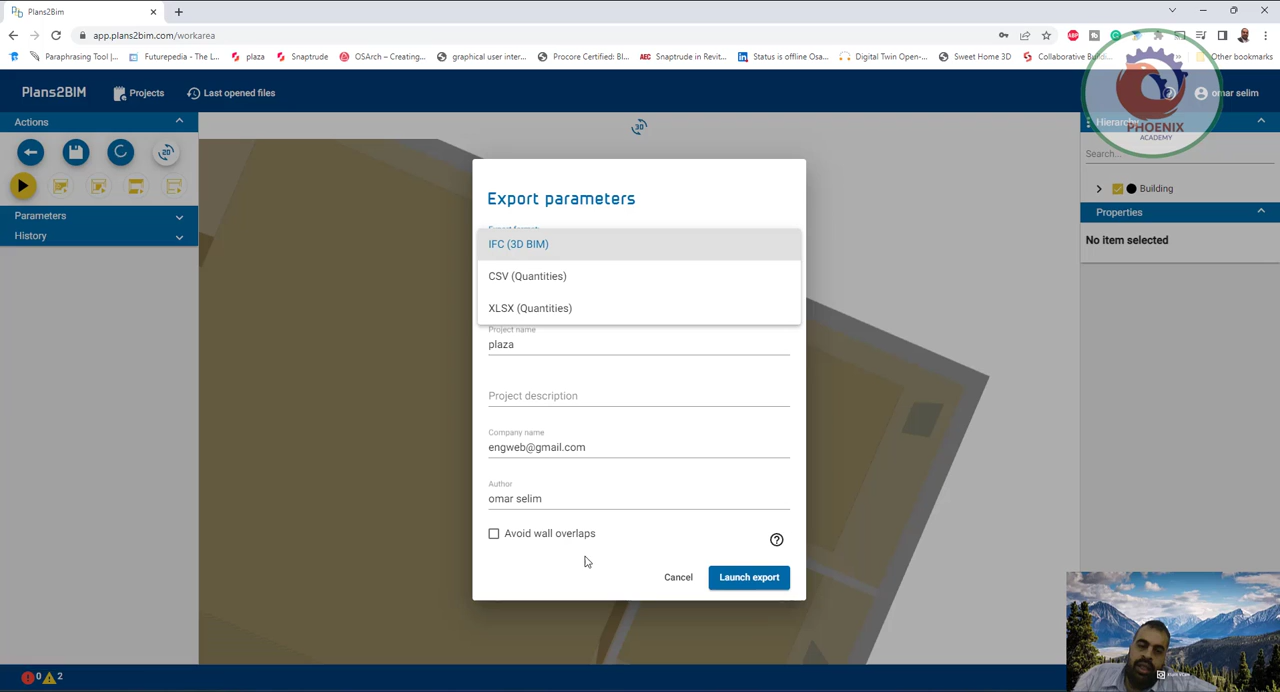 Plans2Bim
app.plans2bim.com/workarea
Paraphrasing Tool |...
Futurepedia - The L...
plaza
Snaptrude
OSArch – Creating...
graphical user inter...
Procore Certified: BI...
AEC Snaptrude in Revit...
Status is offline Osa...
Digital Twin Open-...
Sweet Home 3D
Collaborative Buildi...
Other bookmarks
Plans2BIM
Projects
Last opened files
omar selim
PHOENIX
ACADEMY
Actions
2D
Parameters
History
3D
Export parameters
IFC (3D BIM)
CSV (Quantities)
XLSX (Quantities)
Project name
plaza
Project description
Company name
engweb@gmail.com
Author
omar selim
Avoid wall overlaps
Cancel
Launch export
Search...
Building
Properties
No item selected
0 2